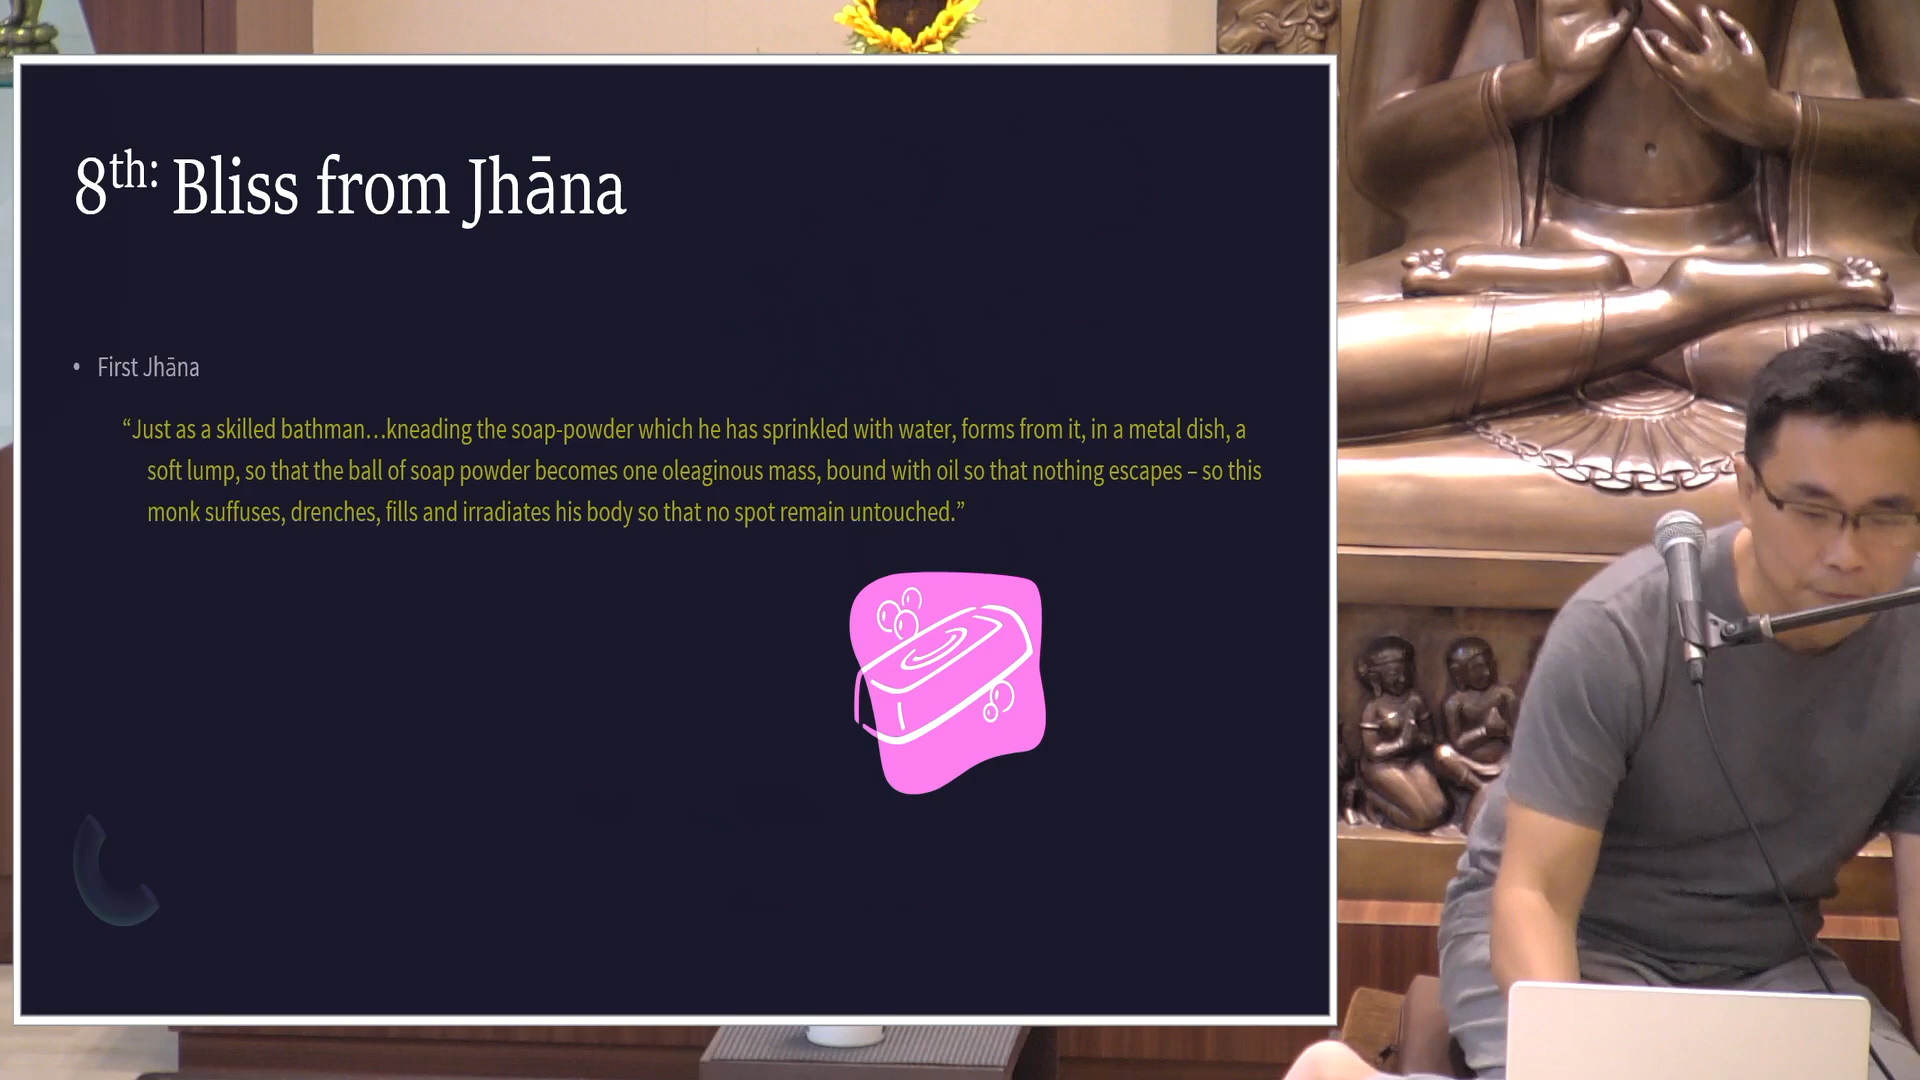 8th: Bliss from Jhāna
• First Jhāna
“Just as a skilled bathman…kneading the soap-powder which he has sprinkled with water, forms from it, in a metal dish, a
soft lump, so that the ball of soap powder becomes one oleaginous mass, bound with oil so that nothing escapes – so this
monk suffuses, drenches, fills and irradiates his body so that no spot remain untouched.”